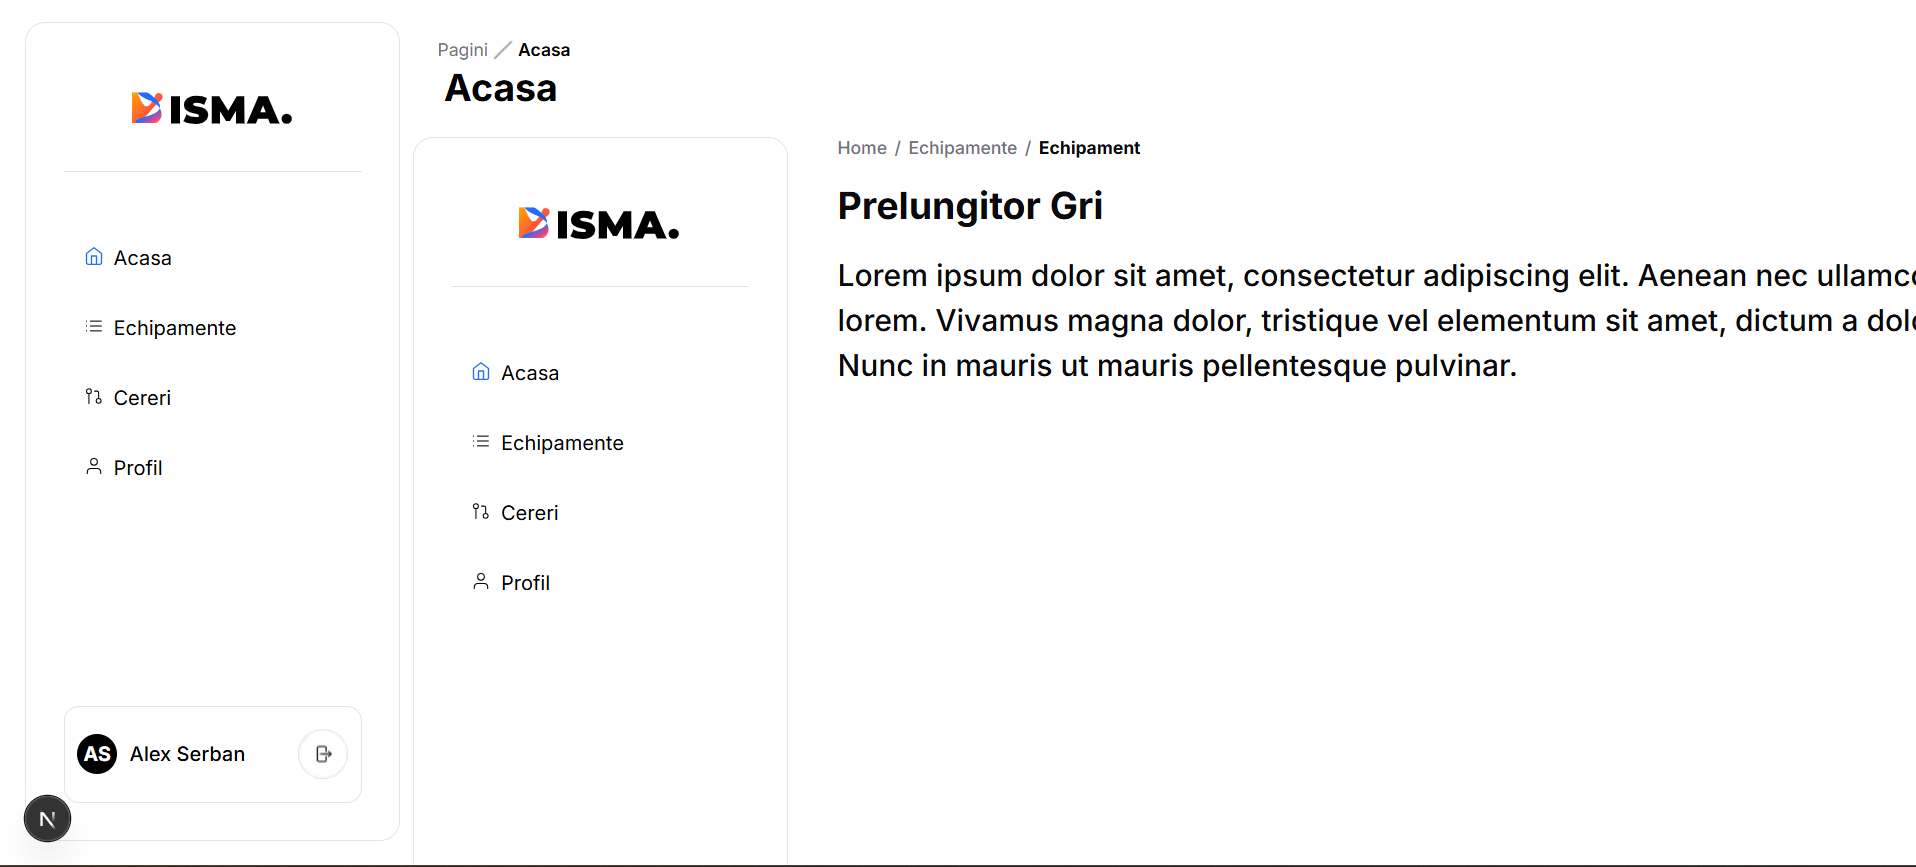 ISMA.
Acasa
Echipamente
Cereri
Profil
AS Alex Serban
N
Pagini / Acasa
Acasa
ISMA.
Acasa
Echipamente
Cereri
Profil
Home / Echipamente / Echipament
Prelungitor Gri
Lorem ipsum dolor sit amet, consectetur adipiscing elit. Aenean nec ullamc
lorem. Vivamus magna dolor, tristique vel elementum sit amet, dictum a dol
Nunc in mauris ut mauris pellentesque pulvinar.